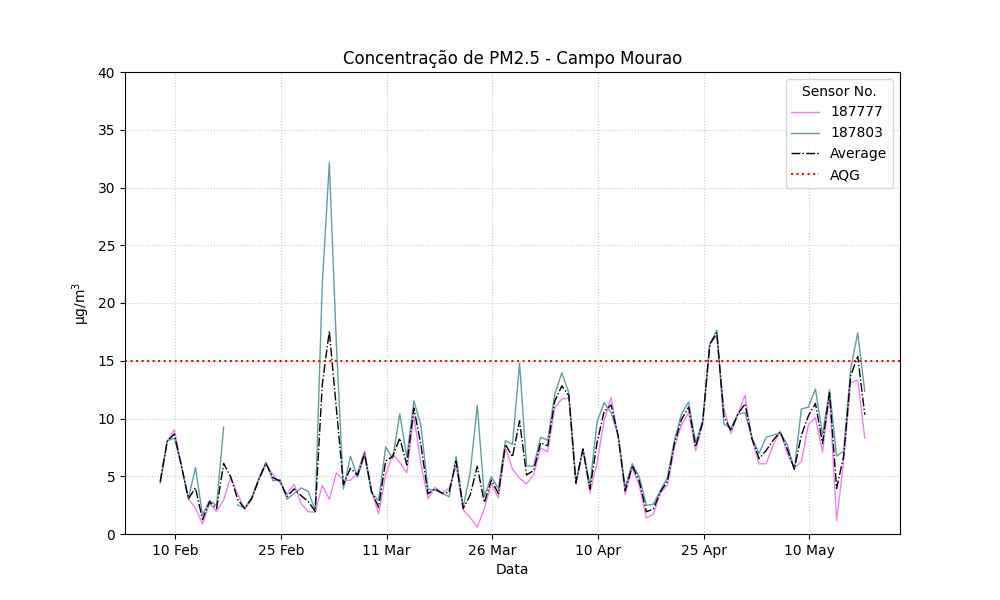 Concentração de PM2.5 - Campo Mourao
40
35
30
25
20
15
10
5
0
µg/m³
Sensor No.
187777
187803
Average
AQG
10 Feb
25 Feb
11 Mar
26 Mar
10 Apr
25 Apr
10 May
Data